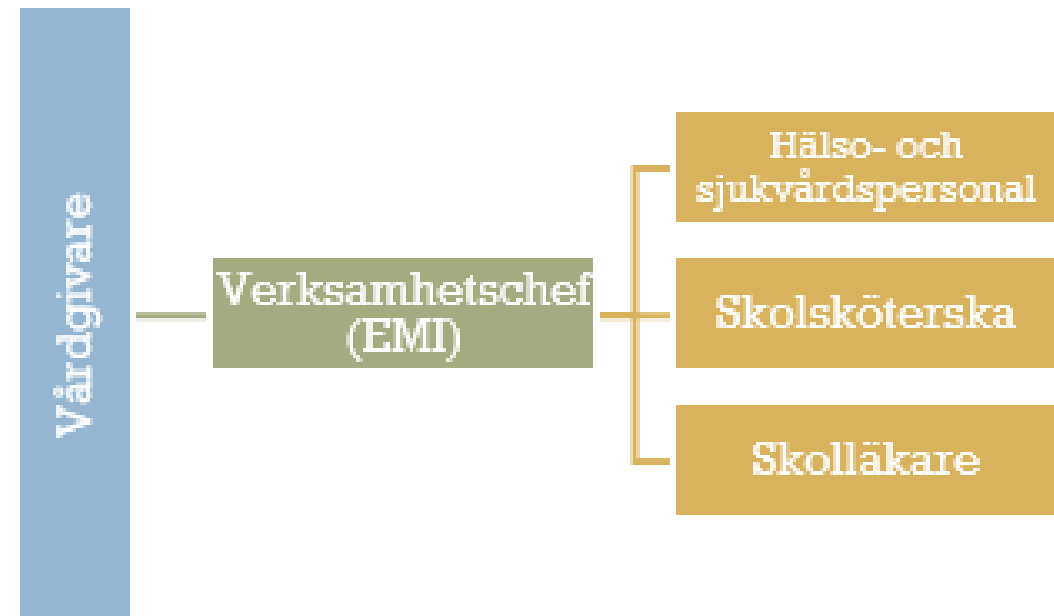 Vårdgivare
Verksamhetschef
(EMI)
Hälso- och
sjukvårdspersonal
Skolsköterska
Skolläkare